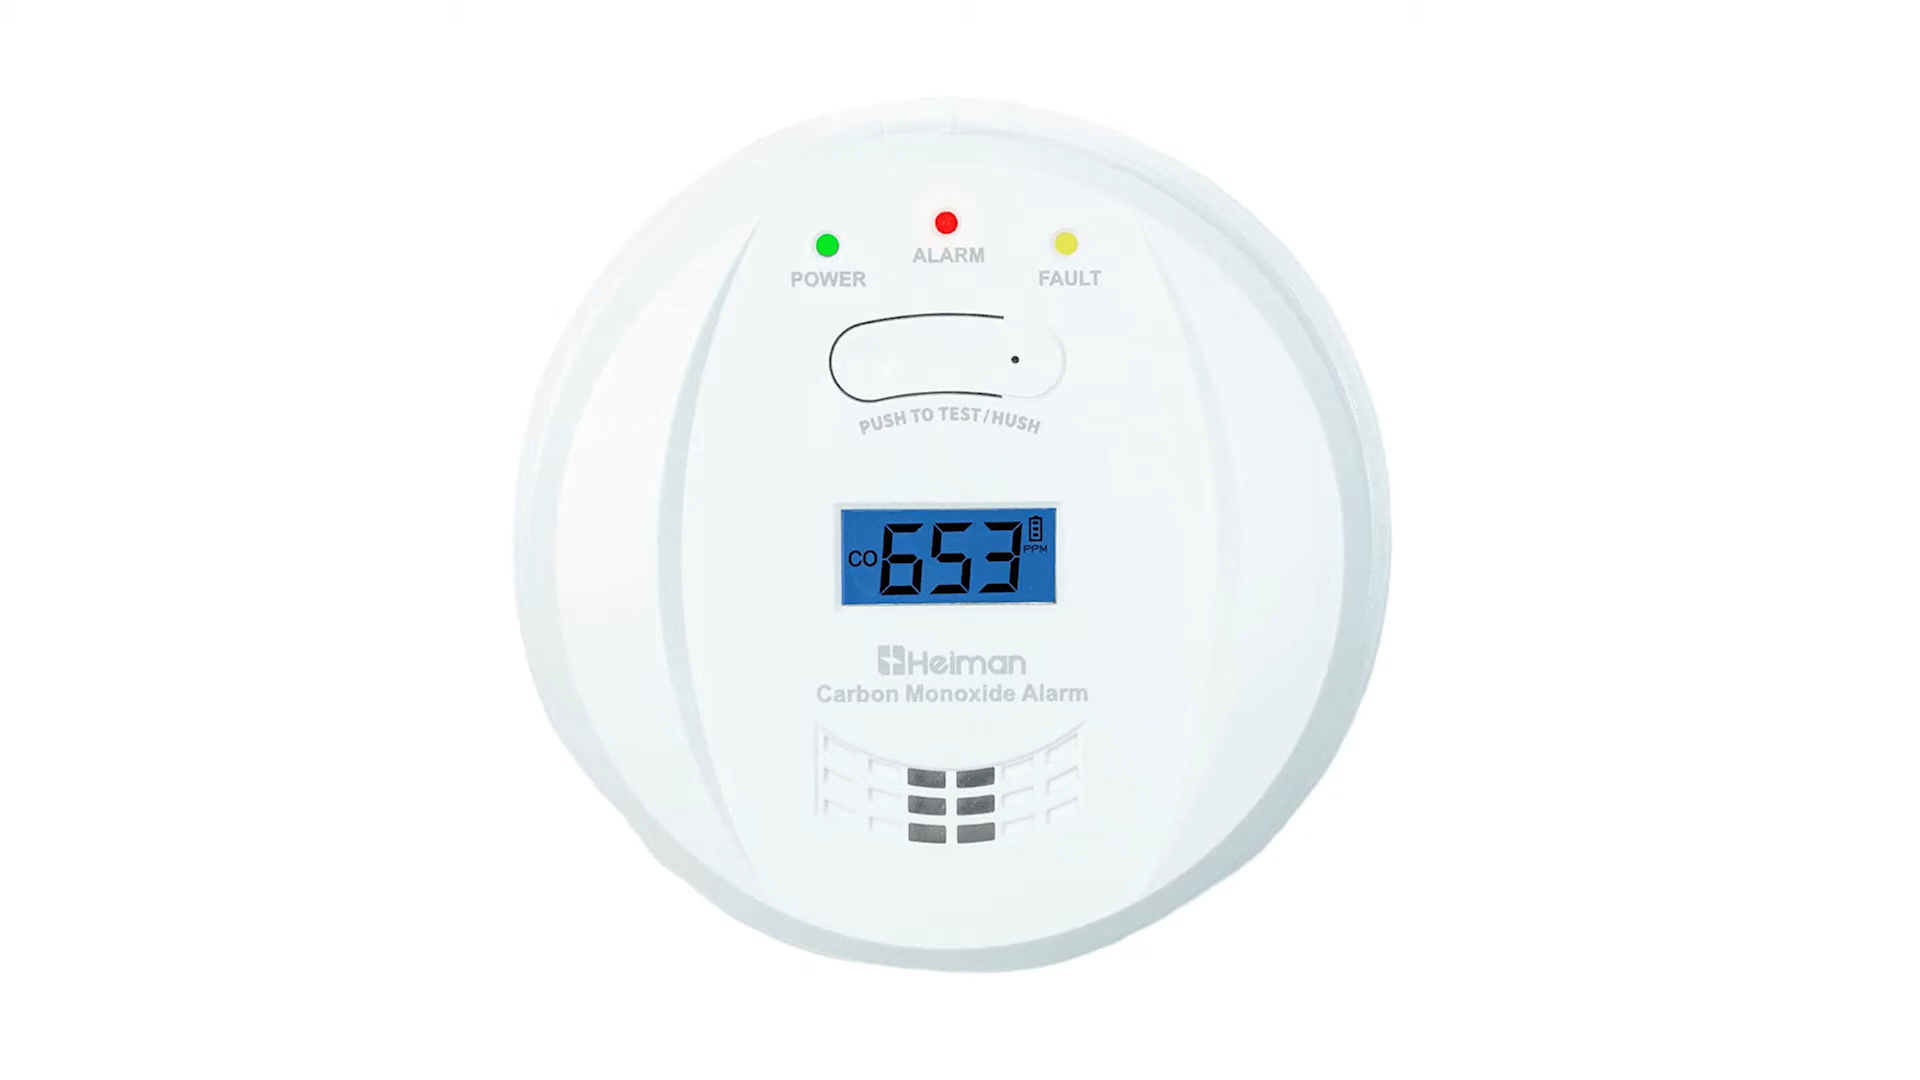 ALARM
POWER
FAULT
PUSH TO TEST/HUSH
CO 653 PPM
Heiman
Carbon Monoxide Alarm